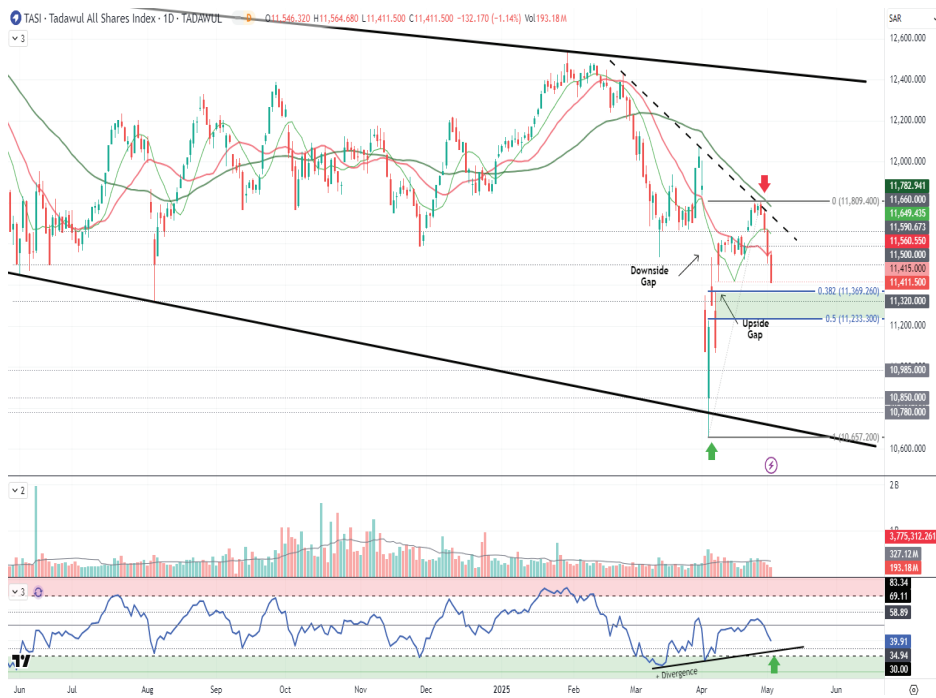 TASI · Tadawul All Shares Index · 1D · TADAWUL D O11,546.320 H11,564.680 L11,411.500 C11,411.500 −132.170 (−1.14%) Vol193.18M
SAR
3
12,600.000
12,400.000
12,200.000
12,000.000
11,782.941
11,660.000
0 (11,809.400)
11,649.435
11,590.673
11,560.550
11,500.000
Downside
Gap
11,415.000
11,411.500
0.382 (11,369.260)
11,320.000
Upside
Gap
0.5 (11,233.300)
11,200.000
10,985.000
10,850.000
10,780.000
1 (10,657.200)
10,600.000
2
2B
3,775,312.261
327.12M
193.18M
3
83.34
69.11
58.89
39.91
34.94
30.00
+ Divergence
Jun Jul Aug Sep Oct Nov Dec 2025 Feb Mar Apr May Jun